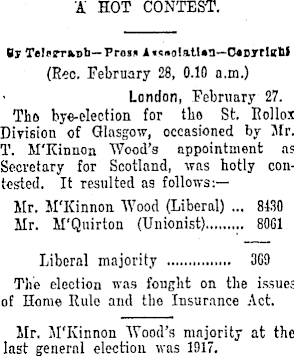 A HOT CONTEST.
By Telegraph—Press Association—Copyright
(Rec. February 28, 0.10 a.m.)
London, February 27.
The bye-election for the St. Rollox
Division of Glasgow, occasioned by Mr.
T. M'Kinnon Wood's appointment as
Secretary for Scotland, was hotly con-
tested. It resulted as follows:—
Mr. M'Kinnon Wood (Liberal) ... 8430
Mr. M'Quirton (Unionist)......... 8061
Liberal majority ............... 369
The election was fought on the issues
of Home Rule and the Insurance Act.
Mr. M'Kinnon Wood's majority at the
last general election was 1917.